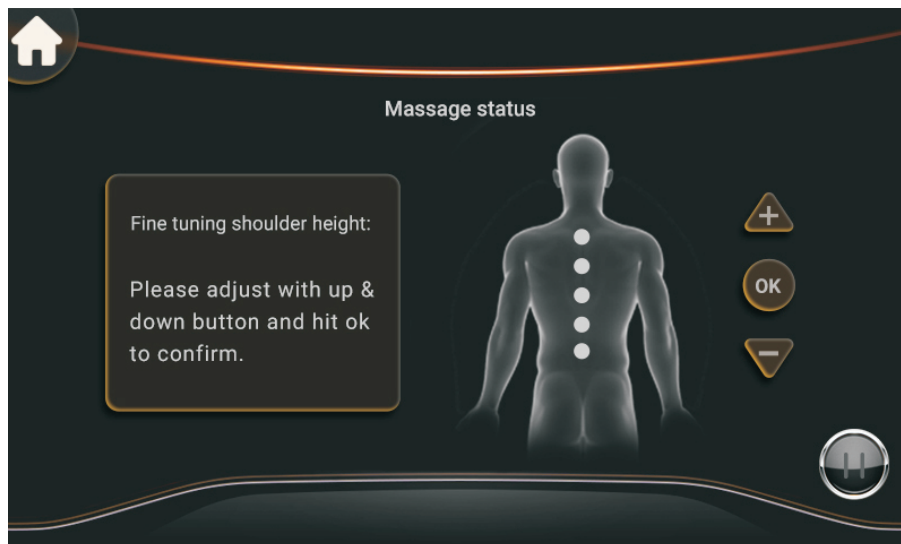 Massage status
Fine tuning shoulder height:
Please adjust with up &
down button and hit ok
to confirm.
OK